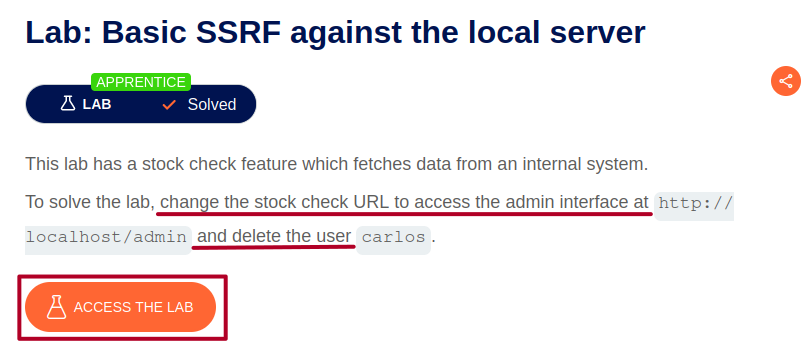 Lab: Basic SSRF against the local server
APPRENTICE
LAB Solved
This lab has a stock check feature which fetches data from an internal system.
To solve the lab, change the stock check URL to access the admin interface at http://
localhost/admin and delete the user carlos.
ACCESS THE LAB